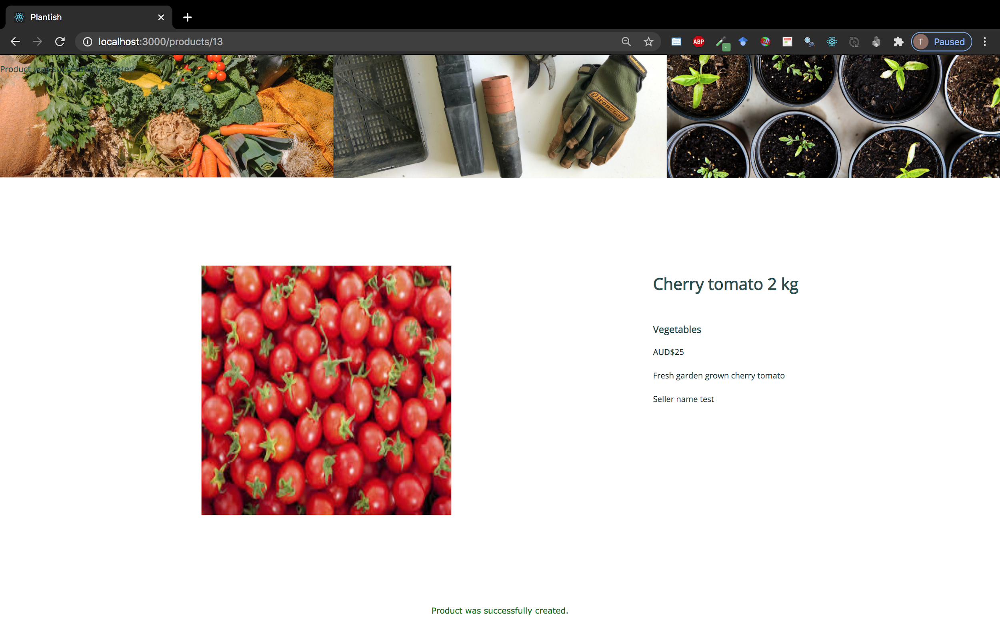 Plantish
localhost:3000/products/13
ABP
T
Paused
Product was successfully created.
IRONCLAD
Cherry tomato 2 kg
Vegetables
AUD$25
Fresh garden grown cherry tomato
Seller name test
Product was successfully created.